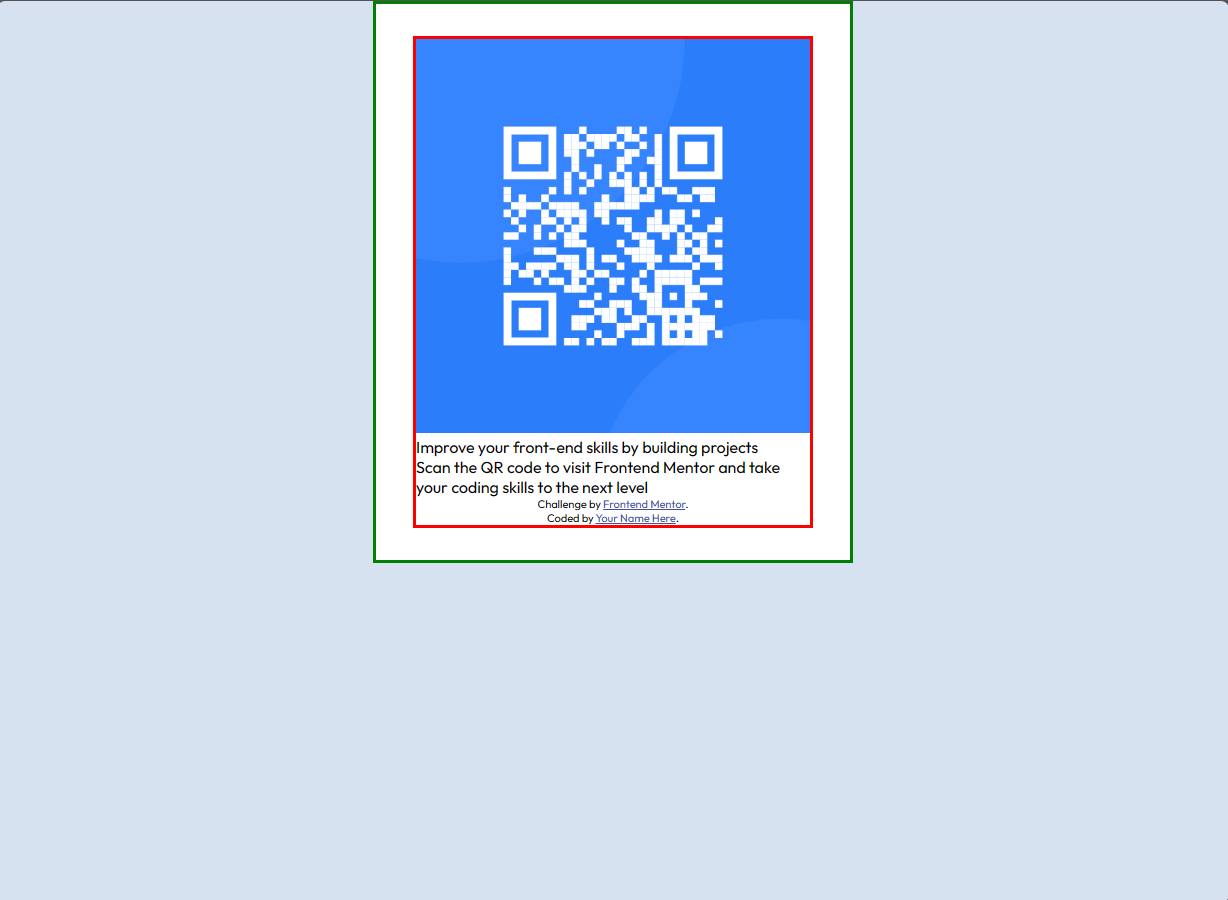 Improve your front-end skills by building projects
Scan the QR code to visit Frontend Mentor and take
your coding skills to the next level
Challenge by Frontend Mentor.
Coded by Your Name Here.